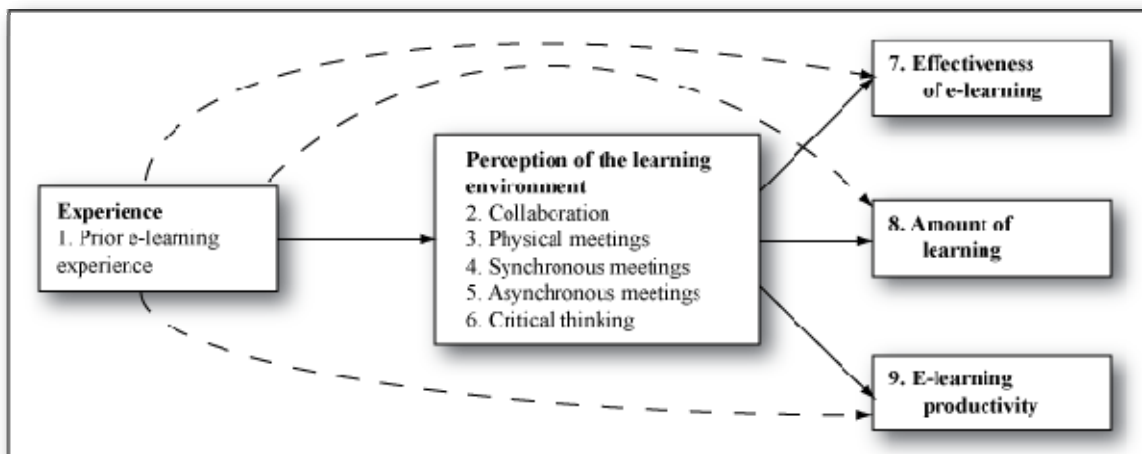 Experience
1. Prior e-learning
experience
Perception of the learning
environment
2. Collaboration
3. Physical meetings
4. Synchronous meetings
5. Asynchronous meetings
6. Critical thinking
7. Effectiveness
of e-learning
8. Amount of
learning
9. E-learning
productivity